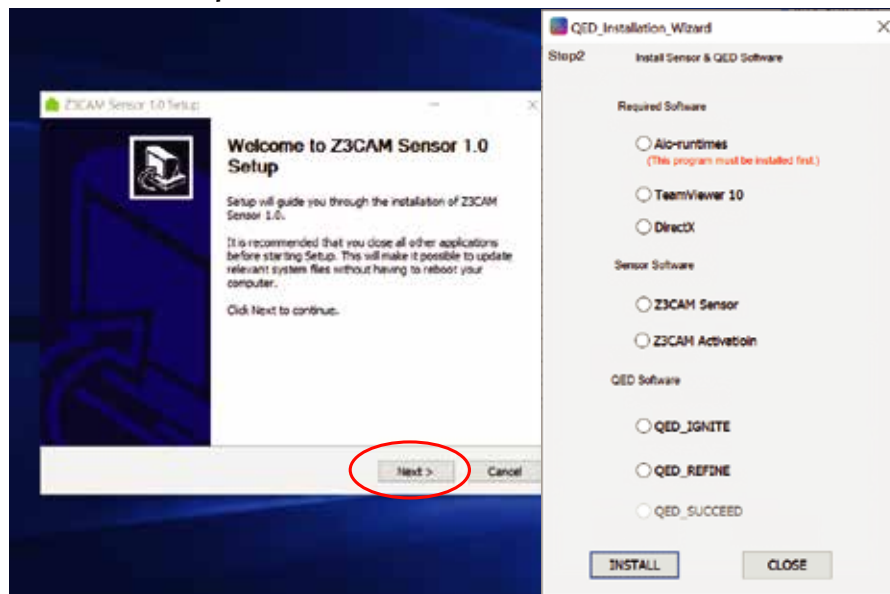 Z3CAM Sensor 1.0 Setup
Welcome to Z3CAM Sensor 1.0
Setup
Setup will guide you through the installation of Z3CAM
Sensor 1.0.
It is recommended that you close all other applications
before starting Setup. This will make it possible to update
relevant system files without having to reboot your
computer.
Click Next to continue.
Next >
Cancel
QED_Installation_Wizard
Step2
Install Sensor & QED Software
Required Software
Aio-runtimes
(This program must be installed first.)
TeamViewer 10
DirectX
Sensor Software
Z3CAM Sensor
Z3CAM Activatioin
QED Software
QED_IGNITE
QED_REFINE
QED_SUCCEED
INSTALL
CLOSE